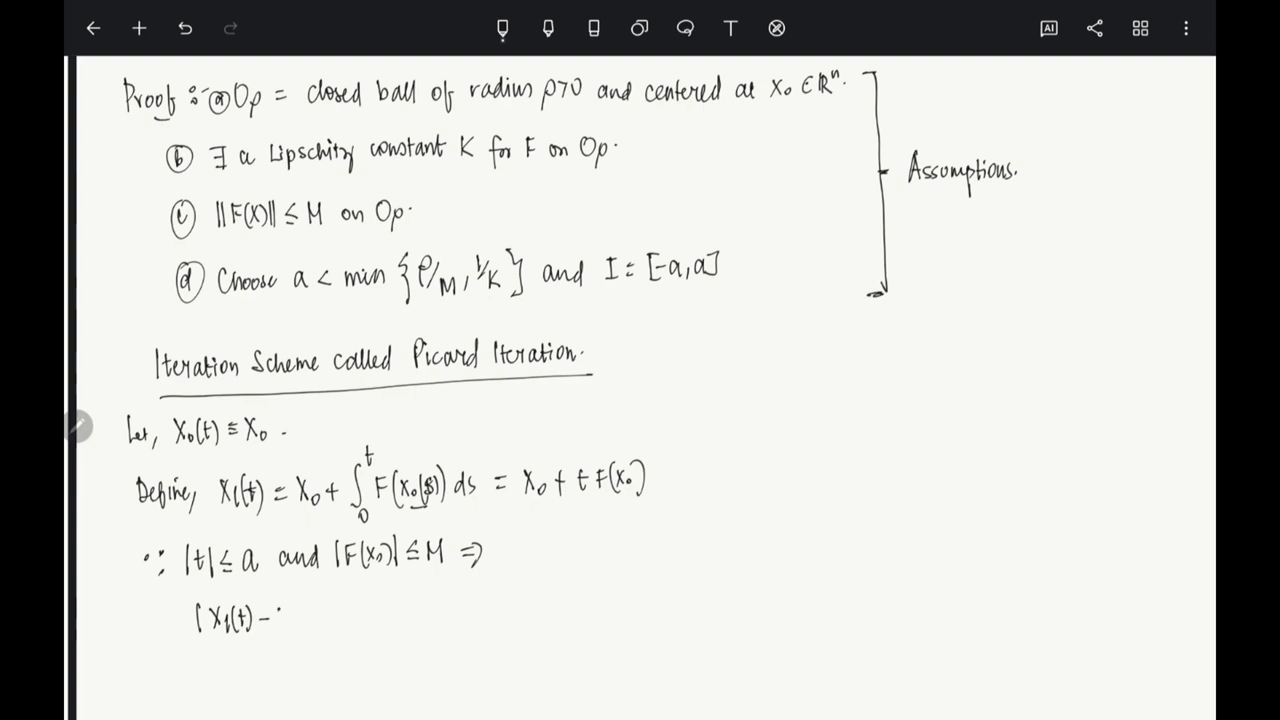 Proof :- ⓐ Oρ = closed ball of radius ρ>0 and centered at X₀ ∈ ℝⁿ.
ⓑ ∃ a Lipschitz constant K for F on Oρ.
ⓒ ||F(X)|| ≤ M on Oρ.
Assumptions.
ⓓ Choose a < min {ρ/M, 1/K} and I = [-a, a]
Iteration Scheme called Picard Iteration.
Let, X₀(t) ≡ X₀ .
Define, X₁(t) = X₀ + ∫₀ᵗ F(X₀(s)) ds = X₀ + t F(X₀)
∵ |t| ≤ a and |F(X₀)| ≤ M ⇒
|X₁(t) -